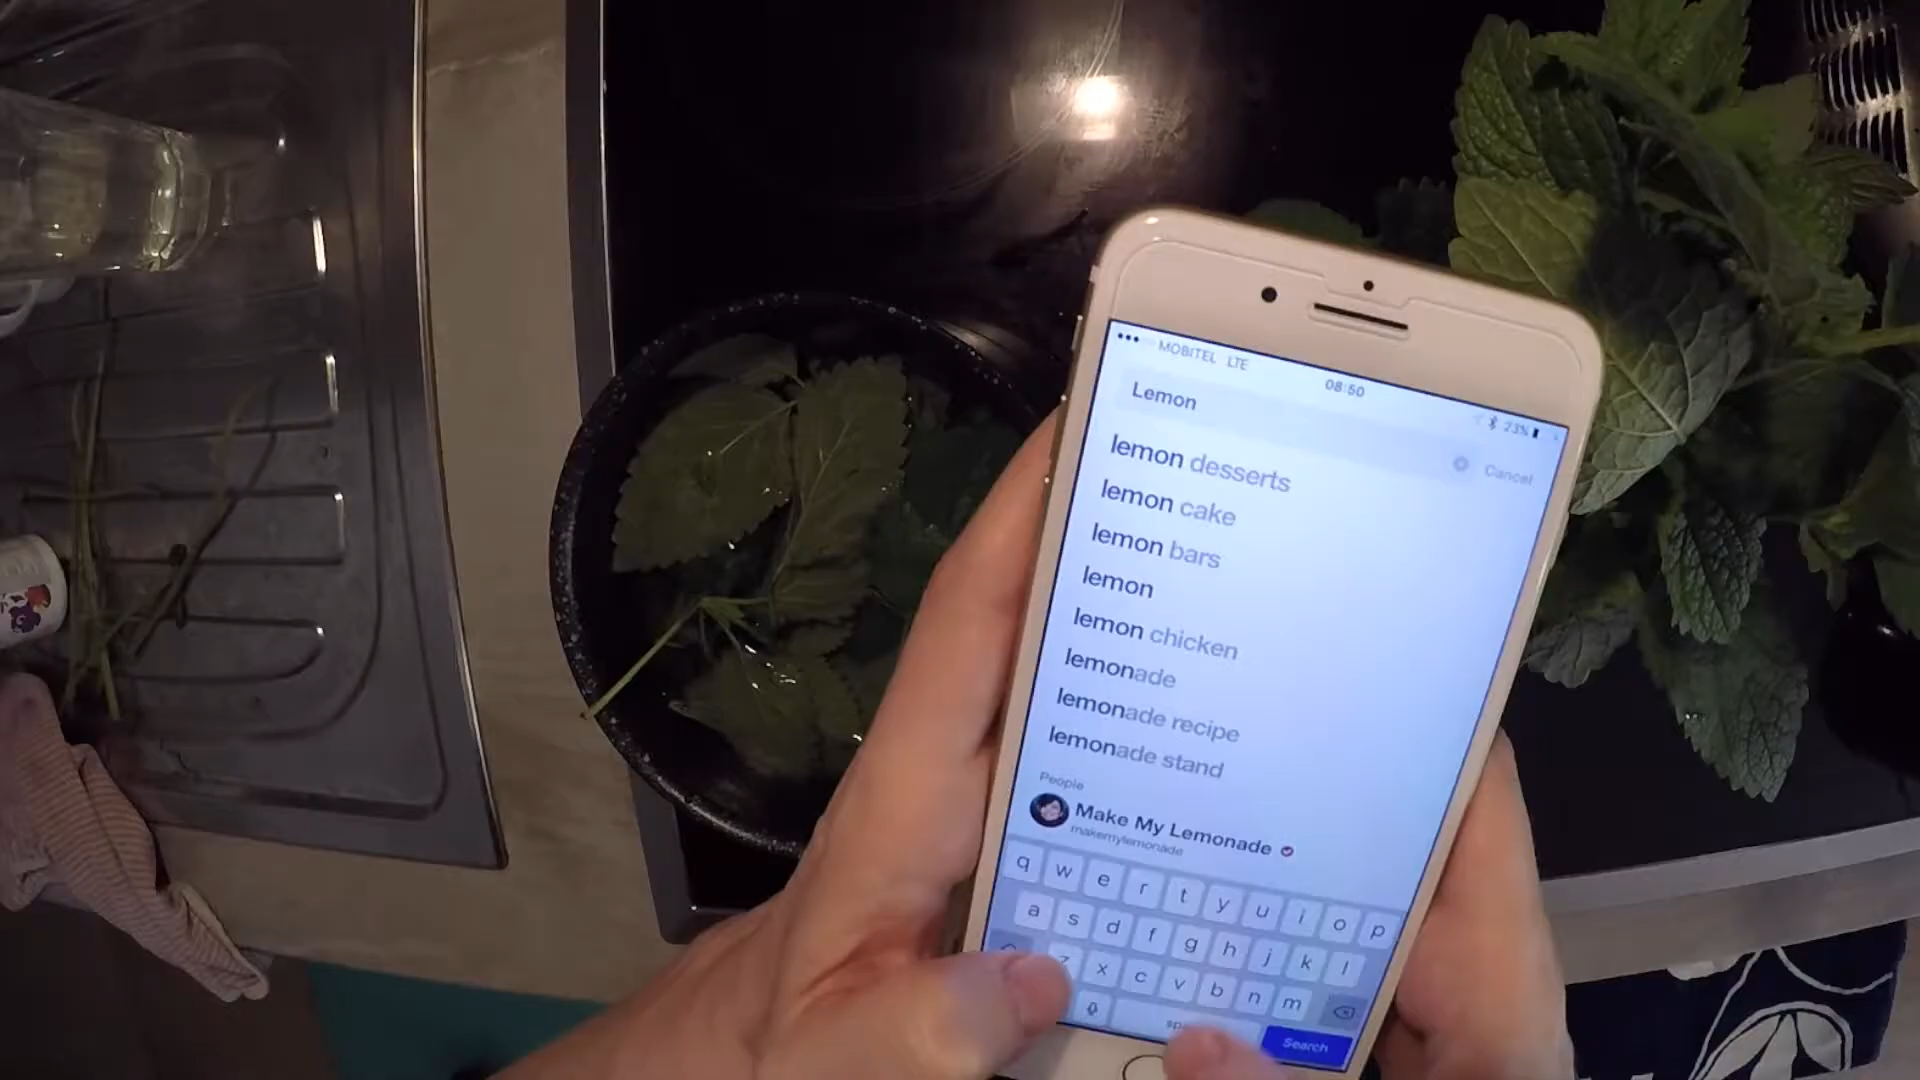 MOBITEL LTE 08:50 23%
Lemon Cancel
lemon desserts
lemon cake
lemon bars
lemon
lemon chicken
lemonade
lemonade recipe
lemonade stand
People
Make My Lemonade
makemylemonade
q w e r t y u i o p
a s d f g h j k l
z x c v b n m
Search